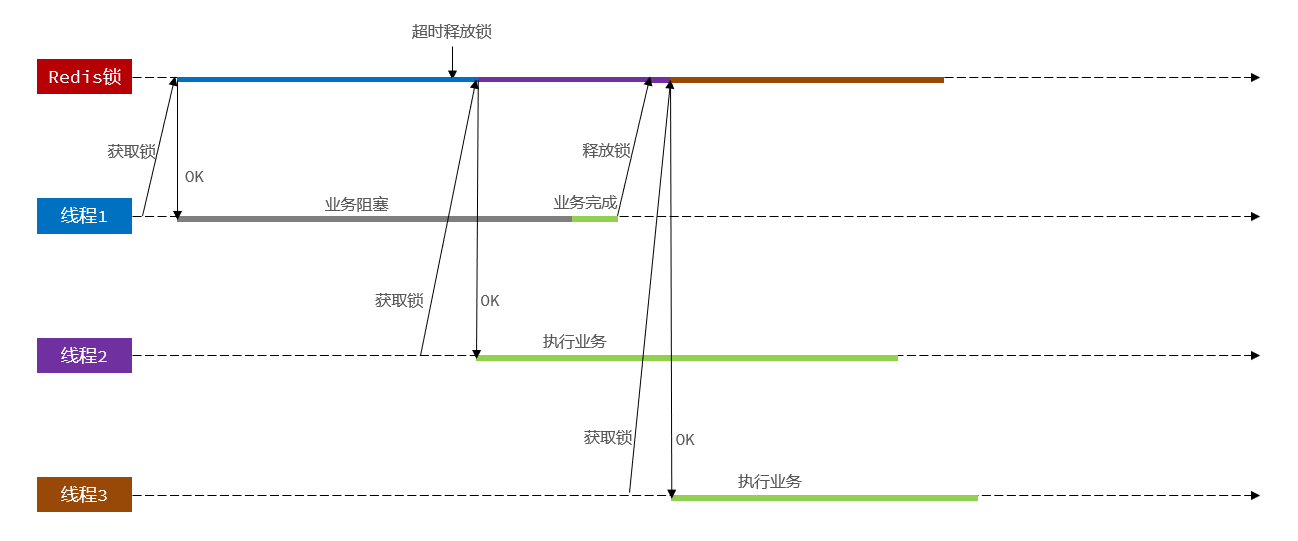 超时释放锁
Redis锁
获取锁
释放锁
OK
线程1
业务阻塞
业务完成
获取锁
OK
线程2
执行业务
获取锁
OK
线程3
执行业务